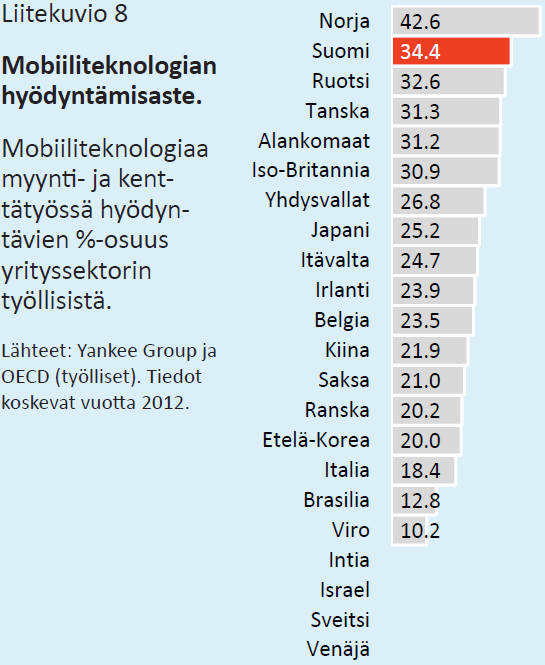 Liitekuvio 8
Mobiiliteknologian
hyödyntämisaste.
Mobiiliteknologiaa
myynti- ja kent-
tätyössä hyödyn-
tävien %-osuus
yrityssektorin
työllisistä.
Lähteet: Yankee Group ja
OECD (työlliset). Tiedot
koskevat vuotta 2012.
Norja 42.6
Suomi 34.4
Ruotsi 32.6
Tanska 31.3
Alankomaat 31.2
Iso-Britannia 30.9
Yhdysvallat 26.8
Japani 25.2
Itävalta 24.7
Irlanti 23.9
Belgia 23.5
Kiina 21.9
Saksa 21.0
Ranska 20.2
Etelä-Korea 20.0
Italia 18.4
Brasilia 12.8
Viro 10.2
Intia
Israel
Sveitsi
Venäjä